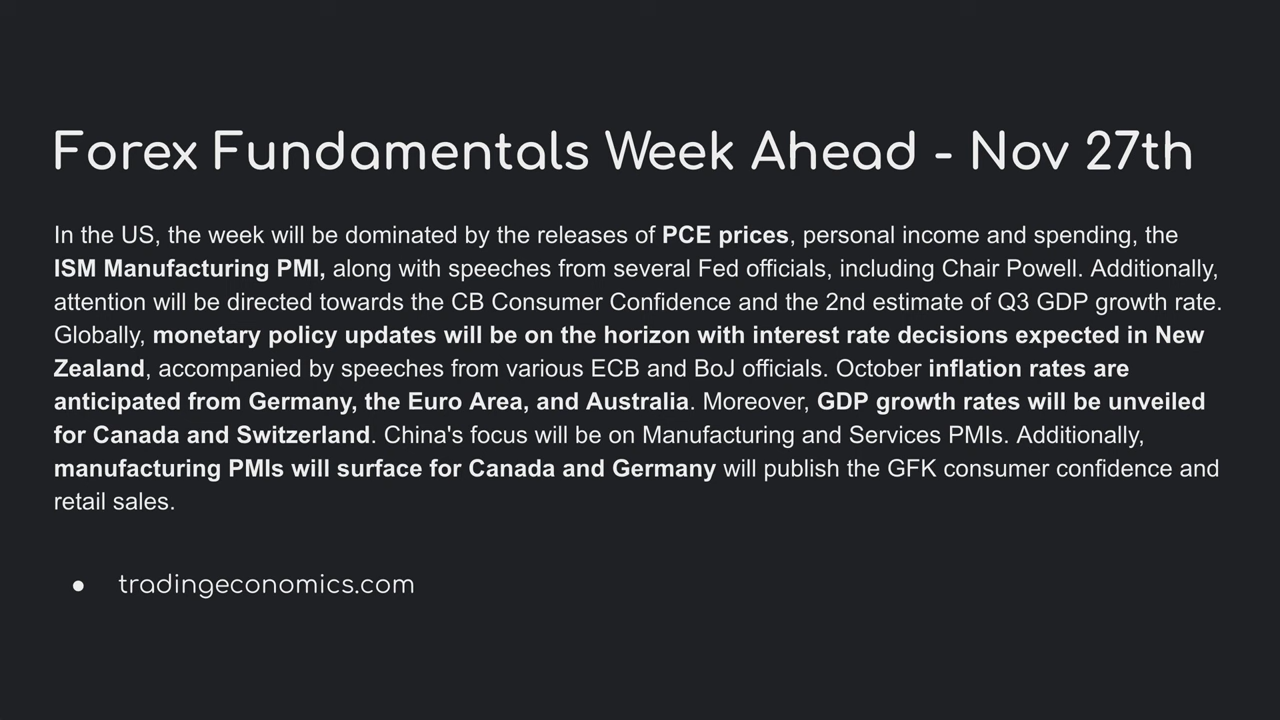 Forex Fundamentals Week Ahead - Nov 27th
In the US, the week will be dominated by the releases of PCE prices, personal income and spending, the
ISM Manufacturing PMI, along with speeches from several Fed officials, including Chair Powell. Additionally,
attention will be directed towards the CB Consumer Confidence and the 2nd estimate of Q3 GDP growth rate.
Globally, monetary policy updates will be on the horizon with interest rate decisions expected in New
Zealand, accompanied by speeches from various ECB and BoJ officials. October inflation rates are
anticipated from Germany, the Euro Area, and Australia. Moreover, GDP growth rates will be unveiled
for Canada and Switzerland. China's focus will be on Manufacturing and Services PMIs. Additionally,
manufacturing PMIs will surface for Canada and Germany will publish the GFK consumer confidence and
retail sales.
● tradingeconomics.com